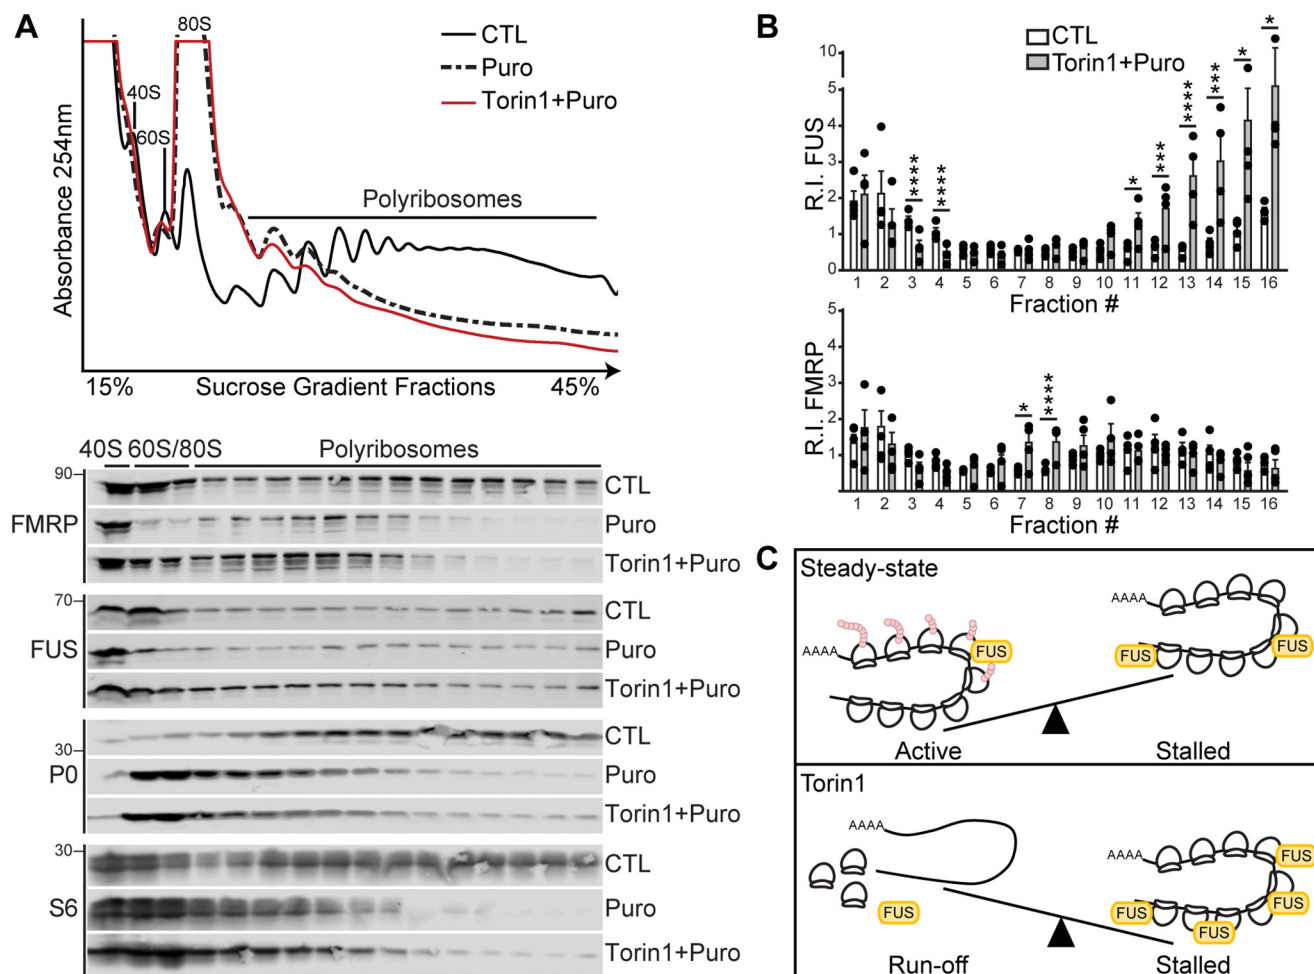 A
80S
40S
60S
CTL
Puro
Torin1+Puro
Polyribosomes
Absorbance 254nm
15% Sucrose Gradient Fractions 45%
40S 60S/80S Polyribosomes
90
FMRP
CTL
Puro
Torin1+Puro
70
FUS
CTL
Puro
Torin1+Puro
30
P0
CTL
Puro
Torin1+Puro
30
S6
CTL
Puro
Torin1+Puro
B
CTL
Torin1+Puro
R.I. FUS
10
5
3
2
1
0
**** **** * *** **** *** * *
1 2 3 4 5 6 7 8 9 10 11 12 13 14 15 16
Fraction #
R.I. FMRP
5
4
3
2
1
* ****
1 2 3 4 5 6 7 8 9 10 11 12 13 14 15 16
Fraction #
C
Steady-state
AAAA
FUS
Active
AAAA
FUS
FUS
Stalled
Torin1
AAAA
FUS
Run-off
AAAA
FUS
FUS
FUS
FUS
Stalled